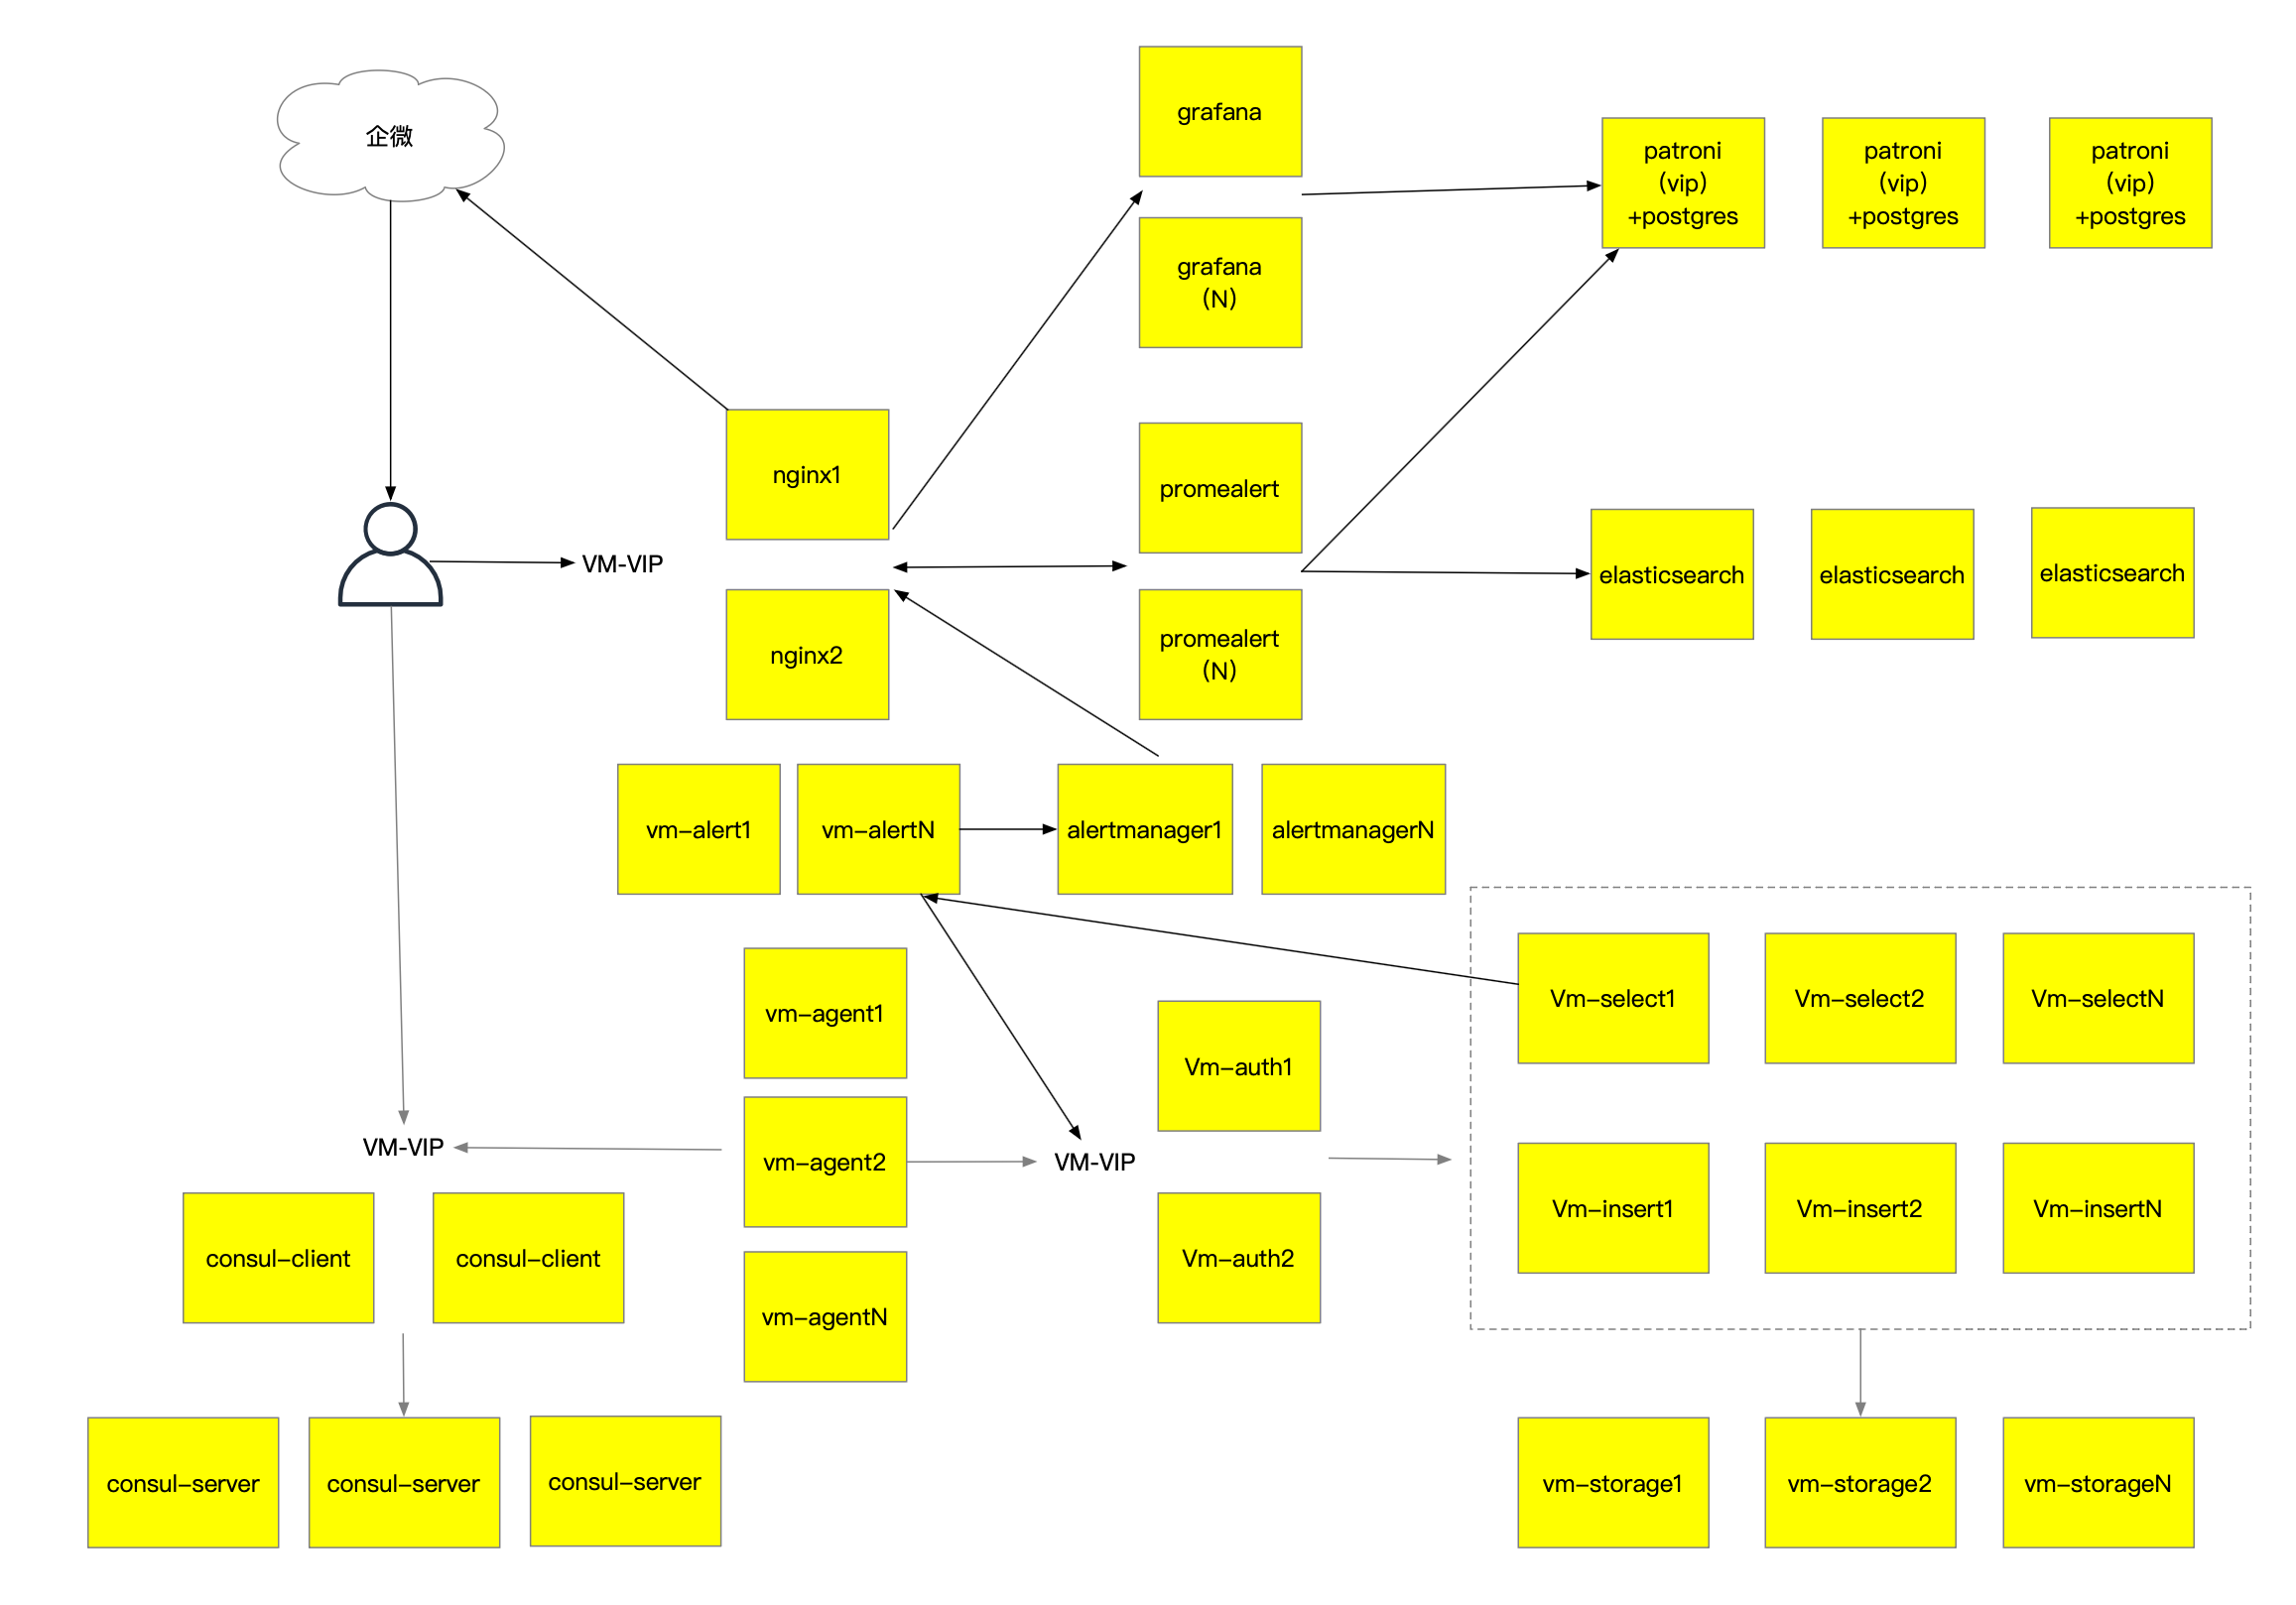 企微
grafana
patroni
(vip)
+postgres
patroni
(vip)
+postgres
patroni
(vip)
+postgres
grafana
(N)
nginx1
promealert
VM-VIP
elasticsearch
elasticsearch
elasticsearch
nginx2
promealert
(N)
vm-alert1
vm-alertN
alertmanager1
alertmanagerN
Vm-select1
Vm-select2
Vm-selectN
vm-agent1
Vm-auth1
VM-VIP
vm-agent2
VM-VIP
Vm-insert1
Vm-insert2
Vm-insertN
consul-client
consul-client
Vm-auth2
vm-agentN
consul-server
consul-server
consul-server
vm-storage1
vm-storage2
vm-storageN